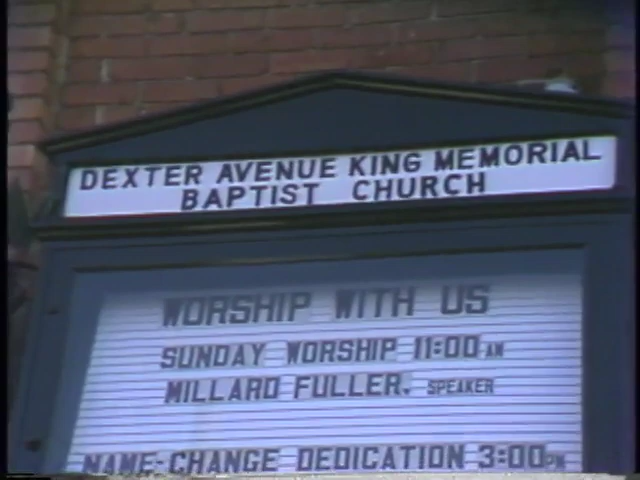 DEXTER AVENUE KING MEMORIAL
BAPTIST CHURCH
WORSHIP WITH US
SUNDAY WORSHIP 11:00 AM
MILLARD FULLER. SPEAKER
NAME-CHANGE DEDICATION 3:00 PM